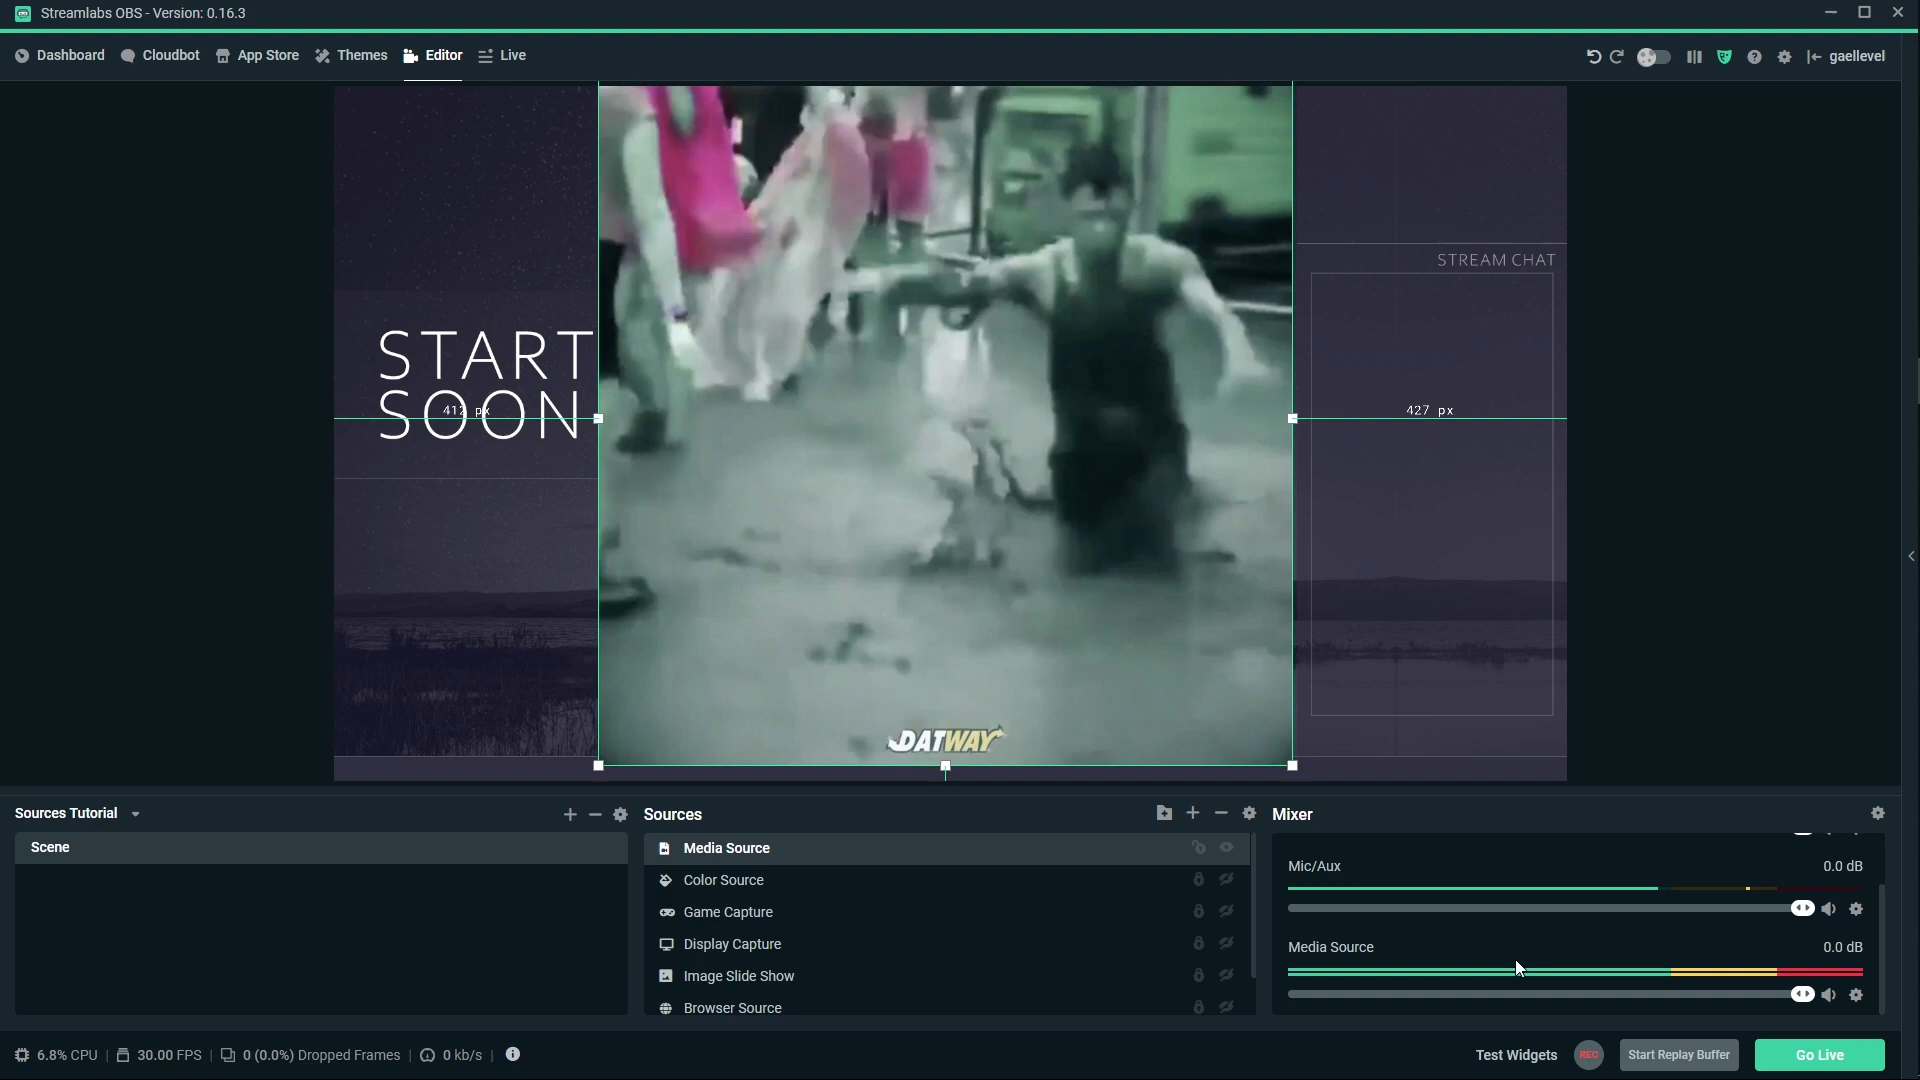 Streamlabs OBS - Version: 0.16.3
Dashboard
Cloudbot
App Store
Themes
Editor
Live
gaellevel
START
SOON
412 px
STREAM CHAT
427 px
DATWAY
Sources Tutorial
Scene
Sources
Media Source
Color Source
Game Capture
Display Capture
Image Slide Show
Browser Source
Mixer
Mic/Aux 0.0 dB
Media Source 0.0 dB
6.8% CPU | 30.00 FPS | 0 (0.0%) Dropped Frames | 0 kb/s |
Test Widgets
REC
Start Replay Buffer
Go Live